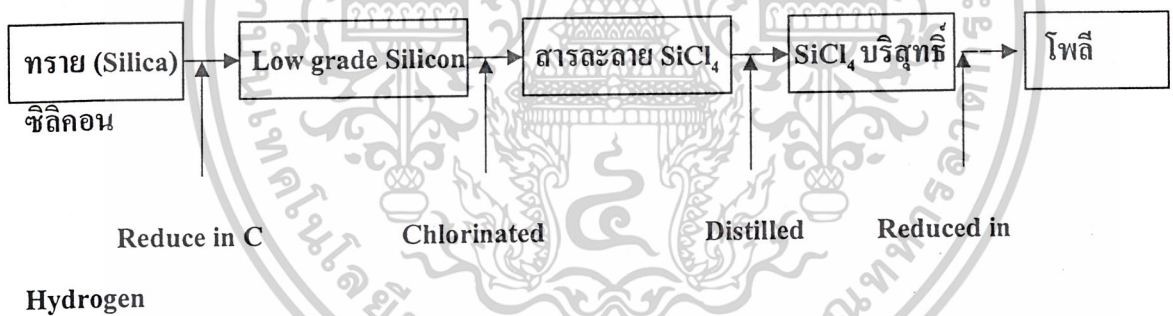 ทราย (Silica) Low grade Silicon สารละลาย SiCl₄ SiCl₄ บริสุทธิ์ โพลี
ซิลิคอน
Reduce in C Chlorinated Distilled Reduced in
Hydrogen